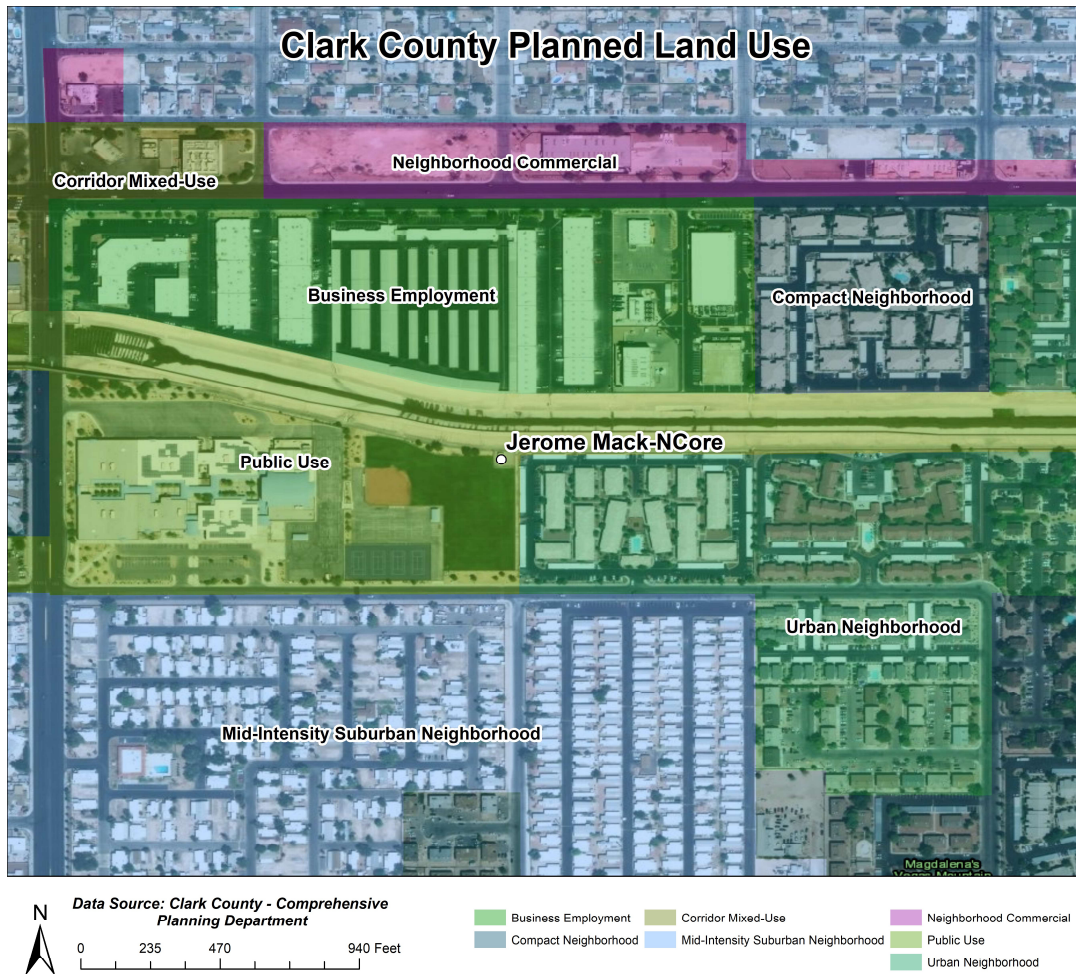 Clark County Planned Land Use
Neighborhood Commercial
Corridor Mixed-Use
Business Employment
Compact Neighborhood
Jerome Mack-NCore
Public Use
Urban Neighborhood
Mid-Intensity Suburban Neighborhood
Magdalena's
Vegas Mountain
N
Data Source: Clark County - Comprehensive
Planning Department
0 235 470 940 Feet
Business Employment
Compact Neighborhood
Corridor Mixed-Use
Mid-Intensity Suburban Neighborhood
Neighborhood Commercial
Public Use
Urban Neighborhood